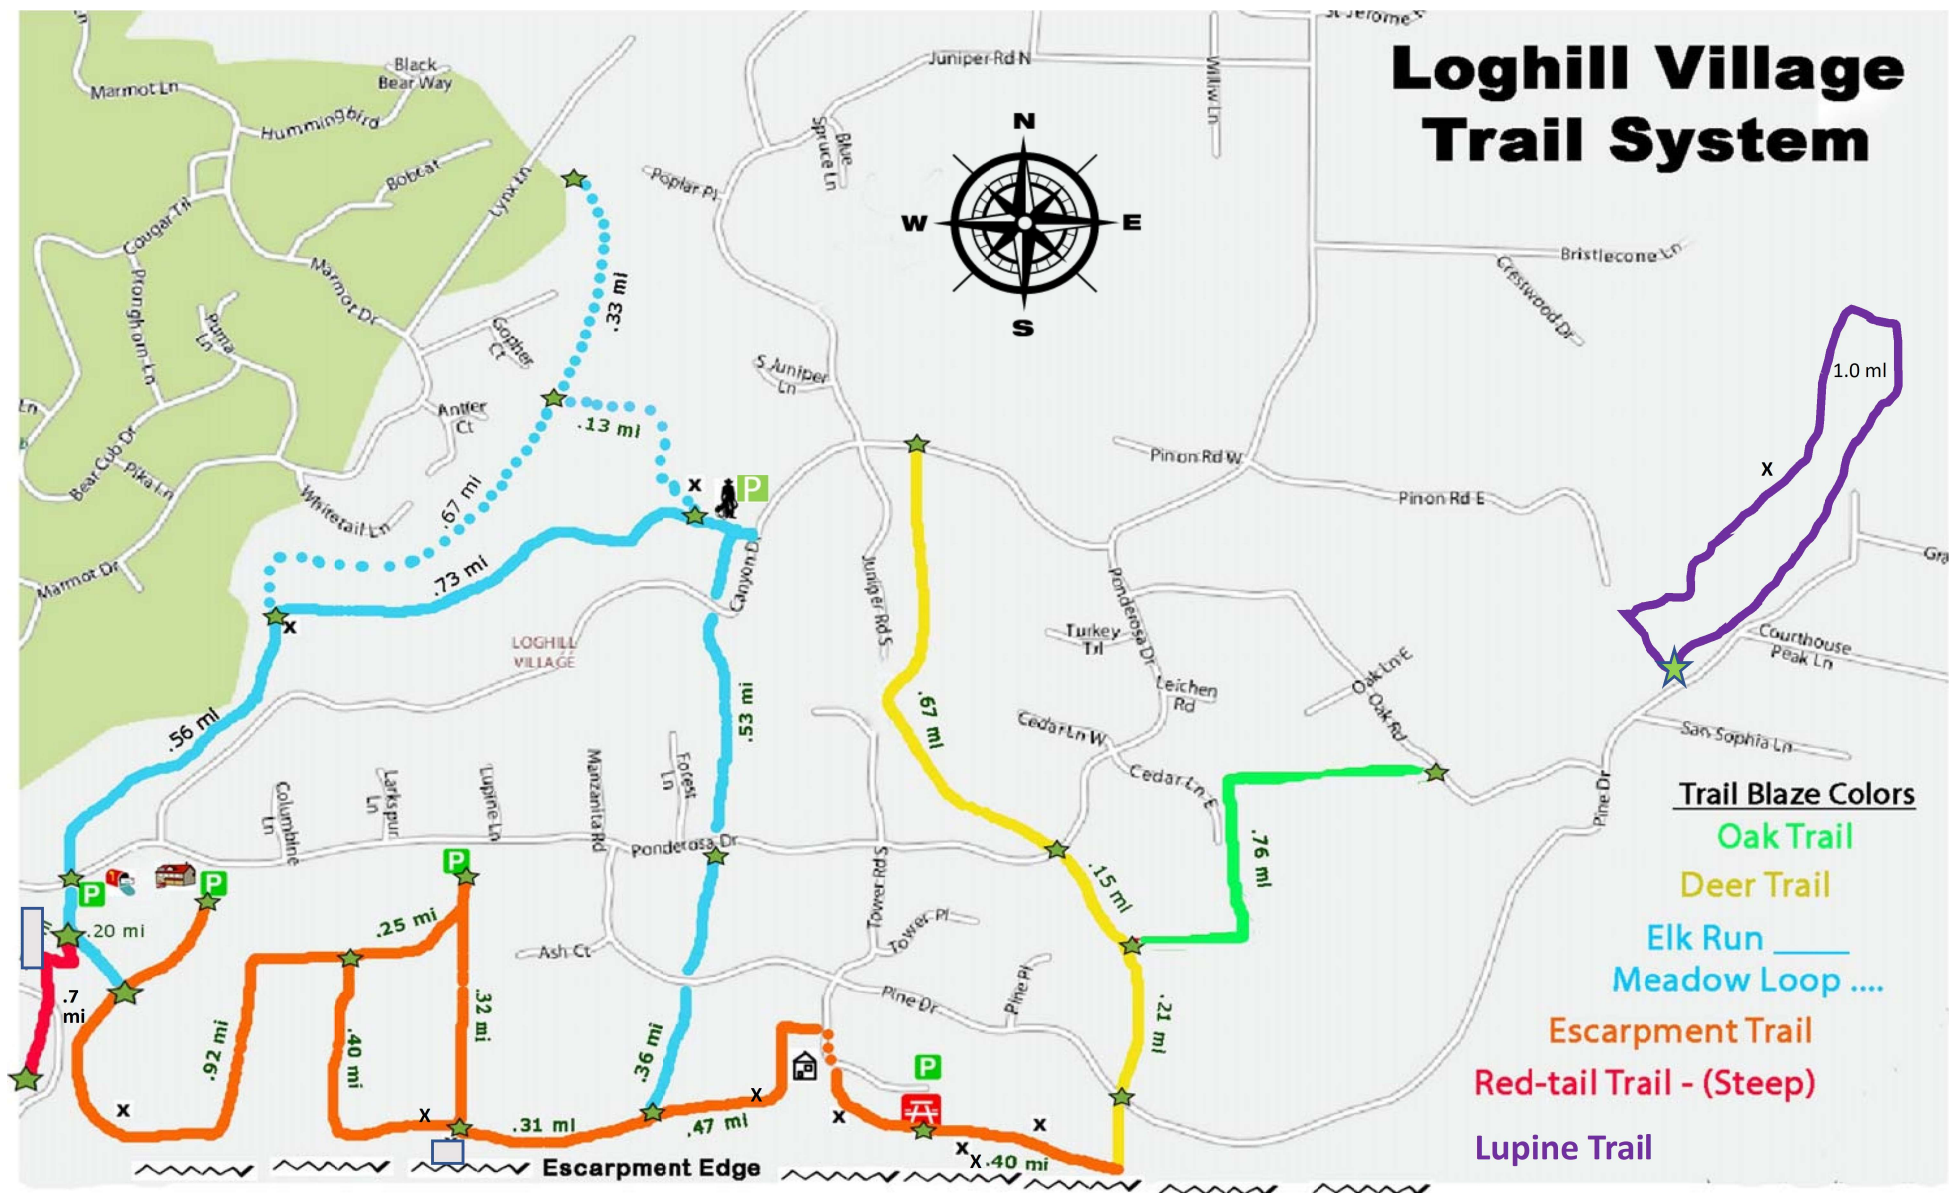 Loghill Village
Trail System
St Jerome
Juniper Rd N
Williw Ln
Black
Bear Way
Marmot Ln
Hummingbird
Blue
Spruce Ln
Bobcat
Lynx Ln
Poplar Pl
N
W
E
S
Cougar Trl
Bristlecone Ln
Crestwood Dr
Marmot Dr
Pronghorn Ln
Puma
Ln
Gopher
Ct
.33 mi
S Juniper
Ln
1.0 ml
Ln
Antler
Ct
.13 mi
Pinon Rd W
X
Bear Cub Dr
Pika Ln
Whitetail Ln
.67 mi
x
P
Pinon Rd E
Marmot Dr
.73 mi
Canyon D
Juniper Rd S
Ponderosa Dr
Gra
x
LOGHILL
VILLAGE
Turkey
Trl
Courthouse
Peak Ln
Oak Ln E
Leichen
Rd
.56 mi
.53 mi
.67 ml
Cedar Ln W
Oak Rd
San Sophia Ln
Columbine
Ln
Larkspur
Ln
Lupine Ln
Manzanita Rd
Forest
Ln
Cedar Ln E
Pine Dr
Trail Blaze Colors
Oak Trail
Deer Trail
Elk Run ____
Meadow Loop ....
Escarpment Trail
Red-tail Trail - (Steep)
Lupine Trail
Ponderosa Dr
P
P
P
.76 mi
.15 mi
Tower Rd S
Tower Pl
.20 mi
.25 mi
Ash Ct
Pine Dr
Pine Pl
.7
mi
.92 mi
.40 mi
.32 mi
.36 mi
.21 mi
P
x
X
X
x
x
.31 ml
.47 ml
x
X
.40 mi
Escarpment Edge